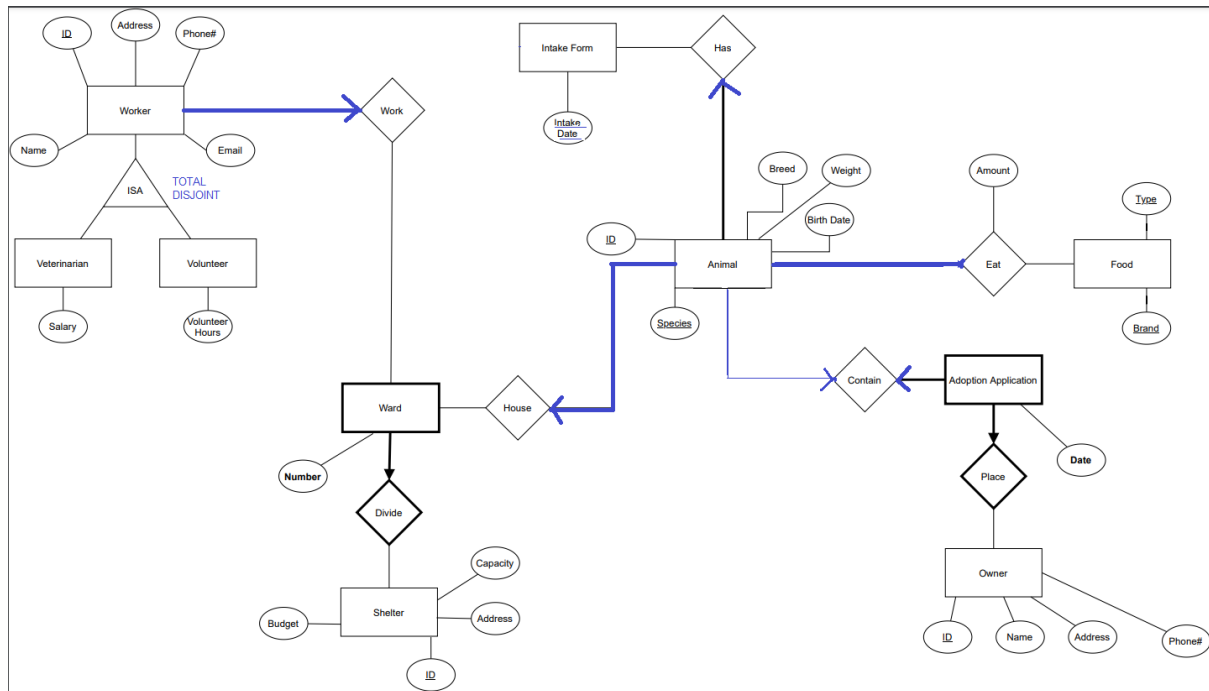 ID
Address
Phone#
Worker
Name
Email
ISA
TOTAL
DISJOINT
Veterinarian
Volunteer
Salary
Volunteer
Hours
Work
Intake Form
Has
Intake
Date
Breed
Weight
Birth Date
ID
Animal
Species
Amount
Eat
Type
Food
Brand
Contain
Adoption Application
Date
Place
Owner
ID
Name
Address
Phone#
Ward
House
Number
Divide
Capacity
Shelter
Budget
Address
ID